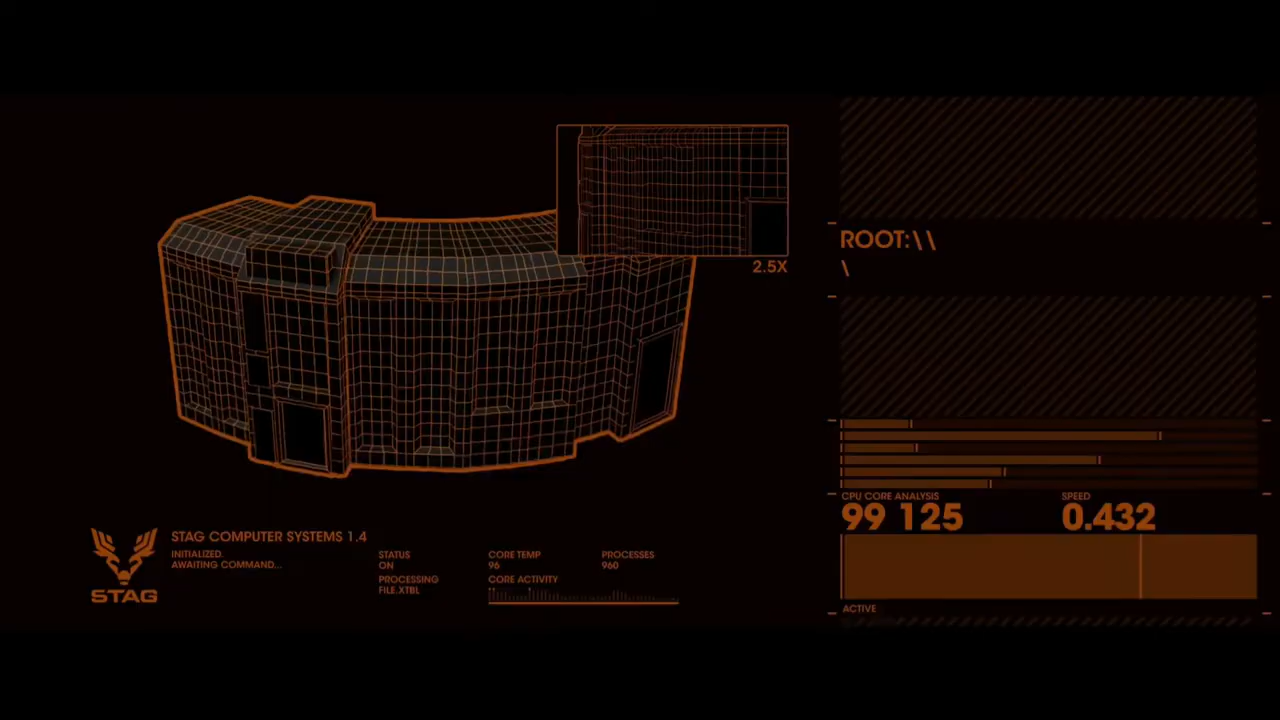 2.5X
ROOT:\\
\
CPU CORE ANALYSIS
99 125
SPEED
0.432
ACTIVE
STAG
STAG COMPUTER SYSTEMS 1.4
INITIALIZED.
AWAITING COMMAND...
STATUS
ON
PROCESSING
FILE.XTBL
CORE TEMP
96
CORE ACTIVITY
PROCESSES
960